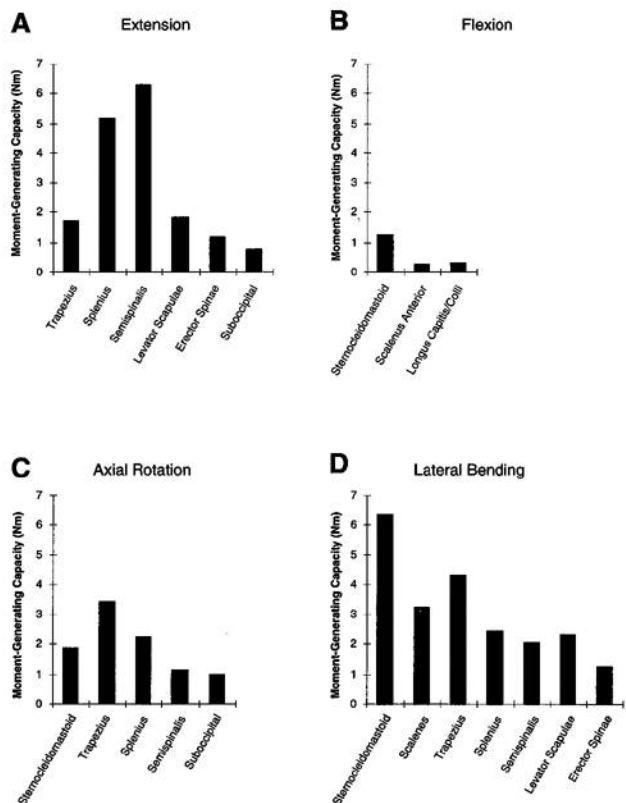 A
Extension
Moment-Generating Capacity (Nm)
7
6
5
4
3
2
1
0
Trapezius
Splenius
Semispinalis
Levator Scapulae
Erector Spinae
Suboccipital
B
Flexion
Moment-Generating Capacity (Nm)
7
6
5
4
3
2
1
0
Sternocleidomastoid
Scalenus Anterior
Longus Capitis/Colli
C
Axial Rotation
Moment-Generating Capacity (Nm)
7
6
5
4
3
2
1
0
Sternocleidomastoid
Trapezius
Splenius
Semispinalis
Suboccipital
D
Lateral Bending
Moment-Generating Capacity (Nm)
7
6
5
4
3
2
1
0
Sternocleidomastoid
Scalenes
Trapezius
Splenius
Semispinalis
Levator Scapulae
Erector Spinae